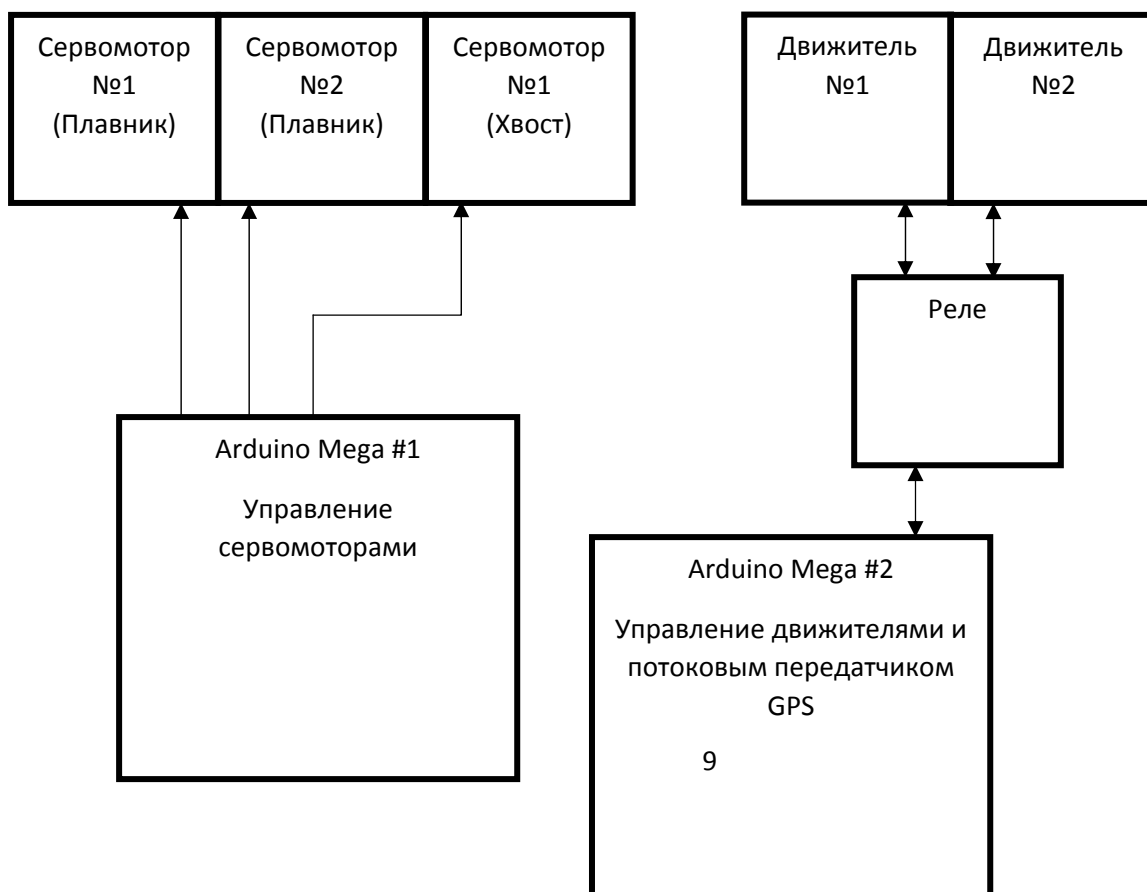 Сервомотор
№1
(Плавник)
Сервомотор
№2
(Плавник)
Сервомотор
№1
(Хвост)
Движитель
№1
Движитель
№2
Реле
Arduino Mega #1
Управление
сервомоторами
Arduino Mega #2
Управление движителями и
потоковым передатчиком
GPS
9